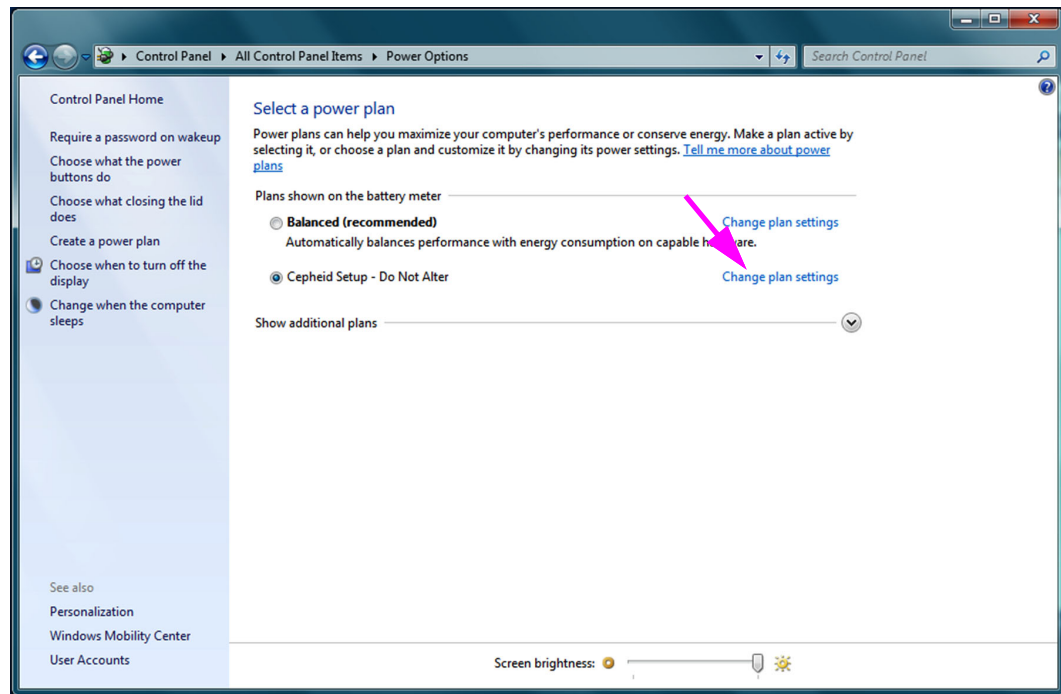 Control Panel All Control Panel Items Power Options
Search Control Panel
Control Panel Home
Require a password on wakeup
Choose what the power
buttons do
Choose what closing the lid
does
Create a power plan
Choose when to turn off the
display
Change when the computer
sleeps
See also
Personalization
Windows Mobility Center
User Accounts
Select a power plan
Power plans can help you maximize your computer's performance or conserve energy. Make a plan active by
selecting it, or choose a plan and customize it by changing its power settings. Tell me more about power
plans
Plans shown on the battery meter
Balanced (recommended) Change plan settings
Automatically balances performance with energy consumption on capable hardware.
Cepheid Setup - Do Not Alter Change plan settings
Show additional plans
Screen brightness: